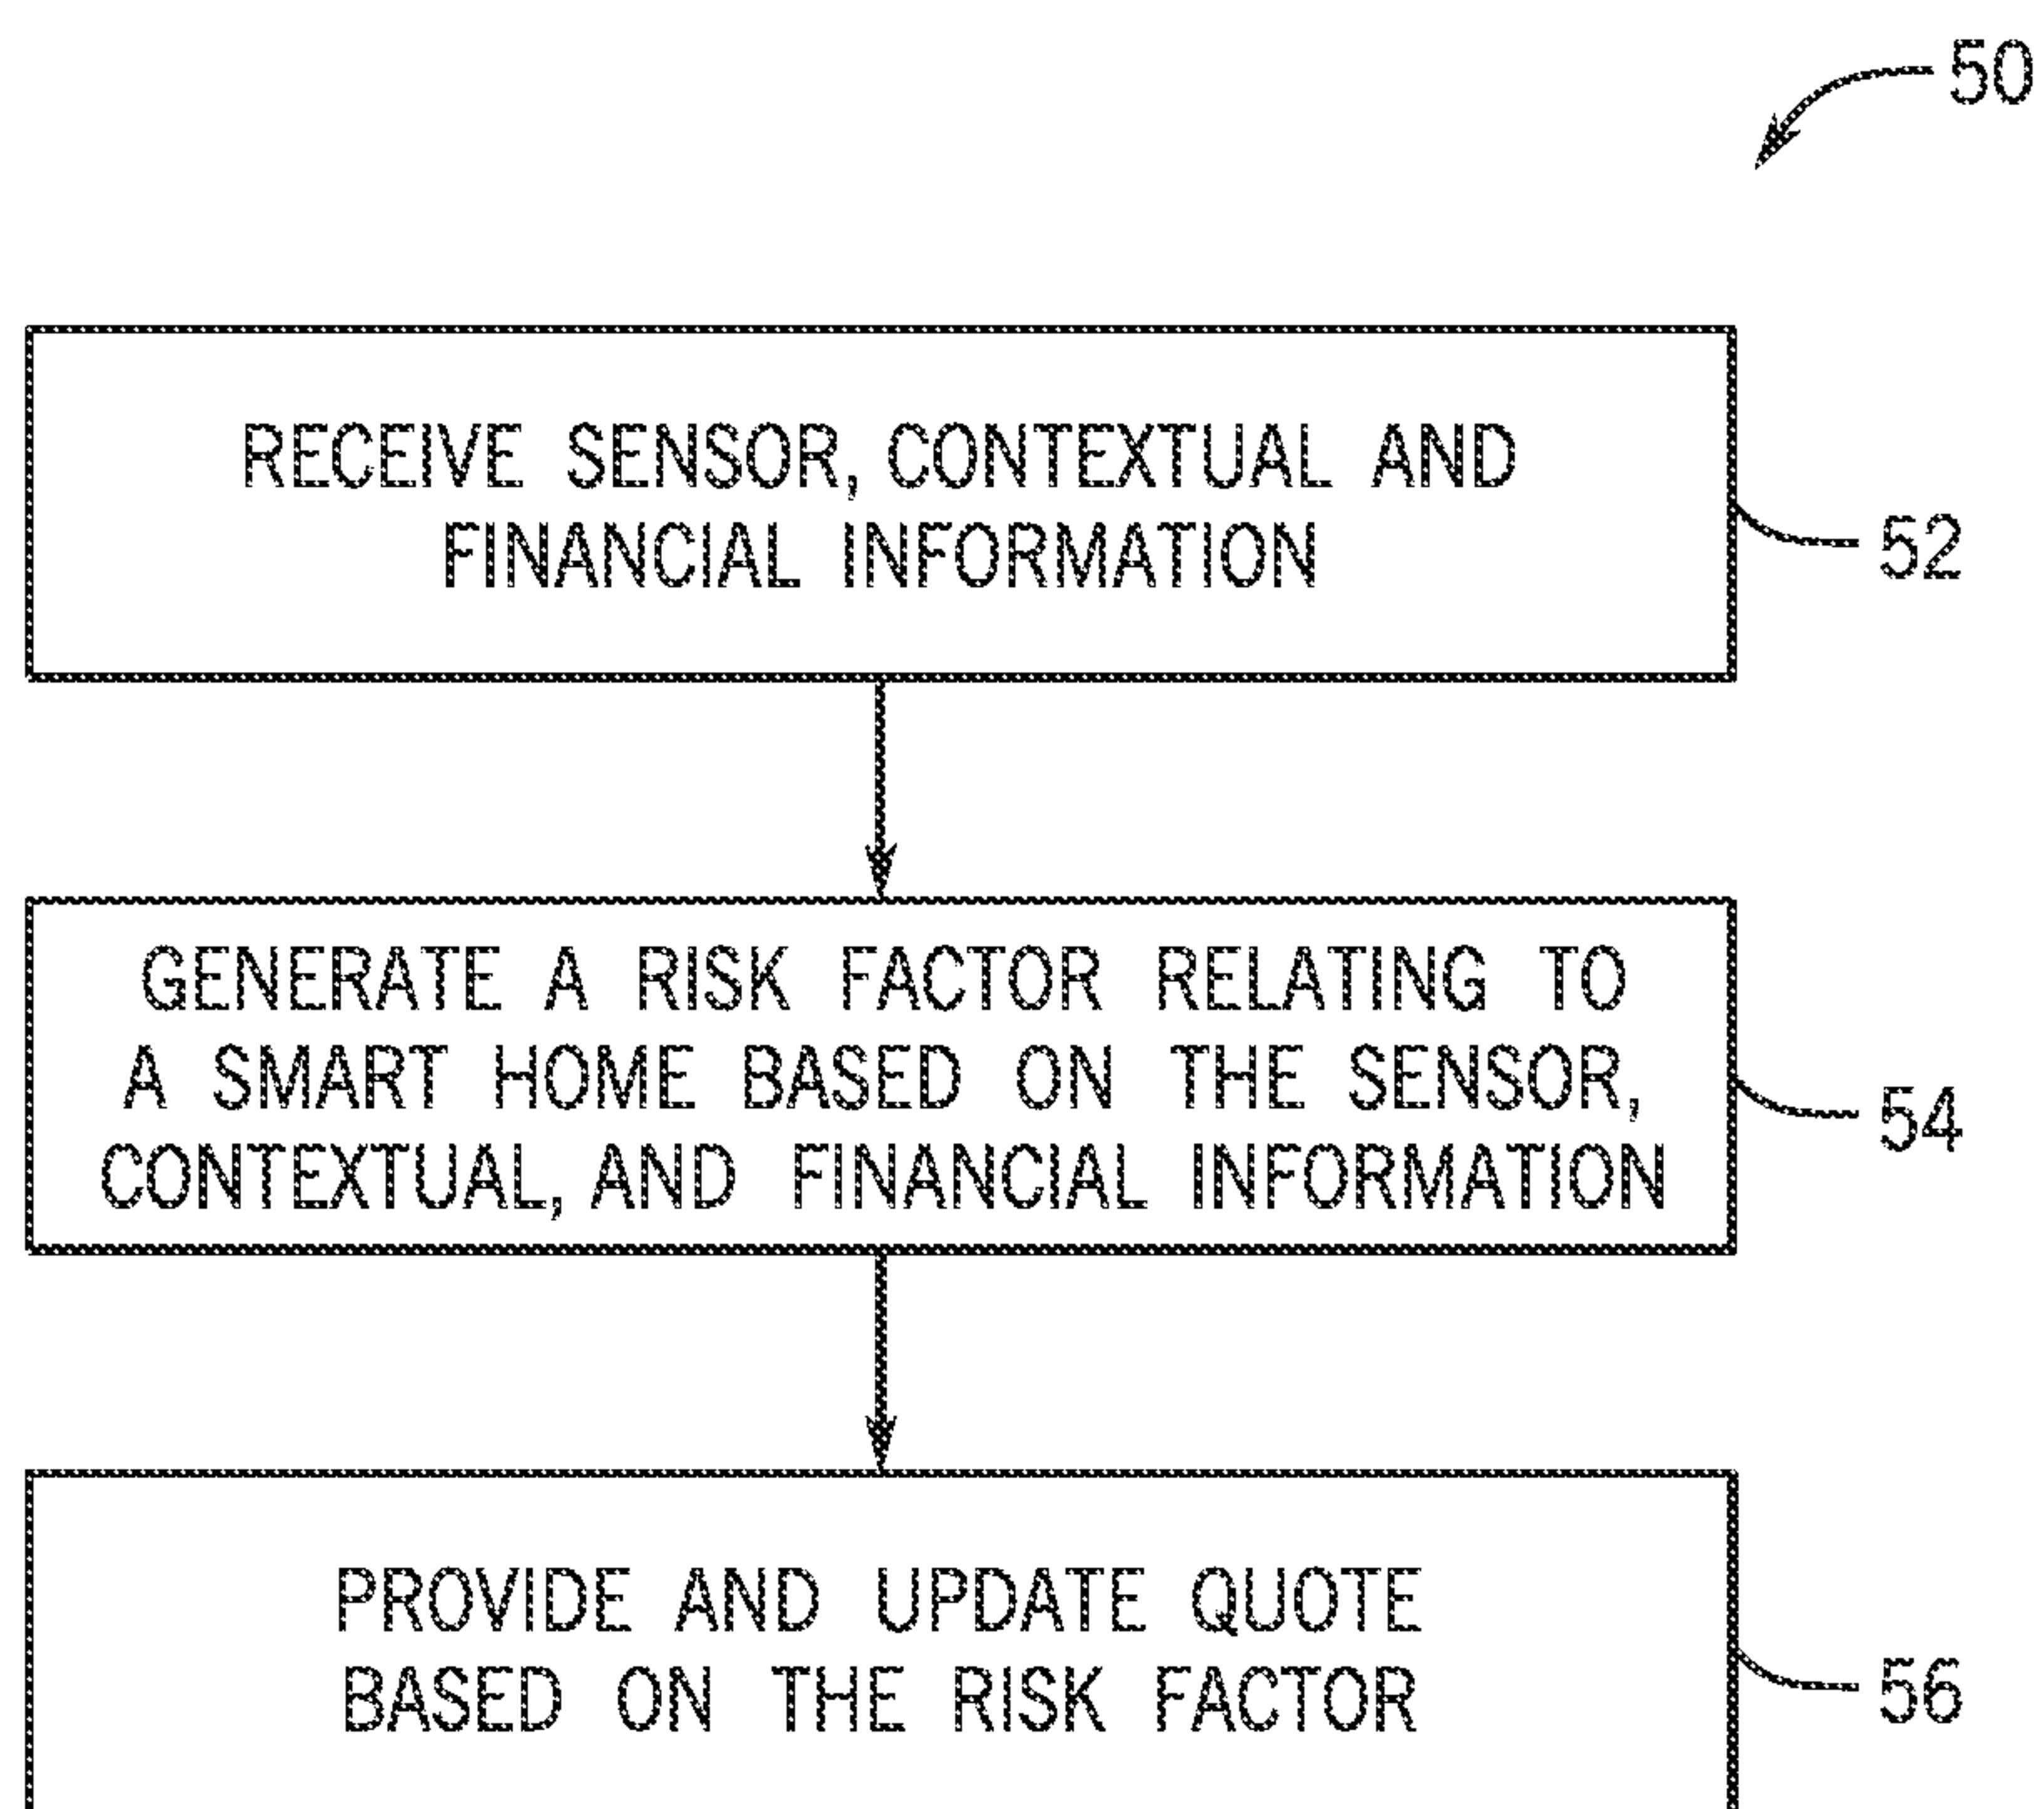 50
RECEIVE SENSOR, CONTEXTUAL AND
FINANCIAL INFORMATION
52
GENERATE A RISK FACTOR RELATING TO
A SMART HOME BASED ON THE SENSOR,
CONTEXTUAL, AND FINANCIAL INFORMATION
54
PROVIDE AND UPDATE QUOTE
BASED ON THE RISK FACTOR
56